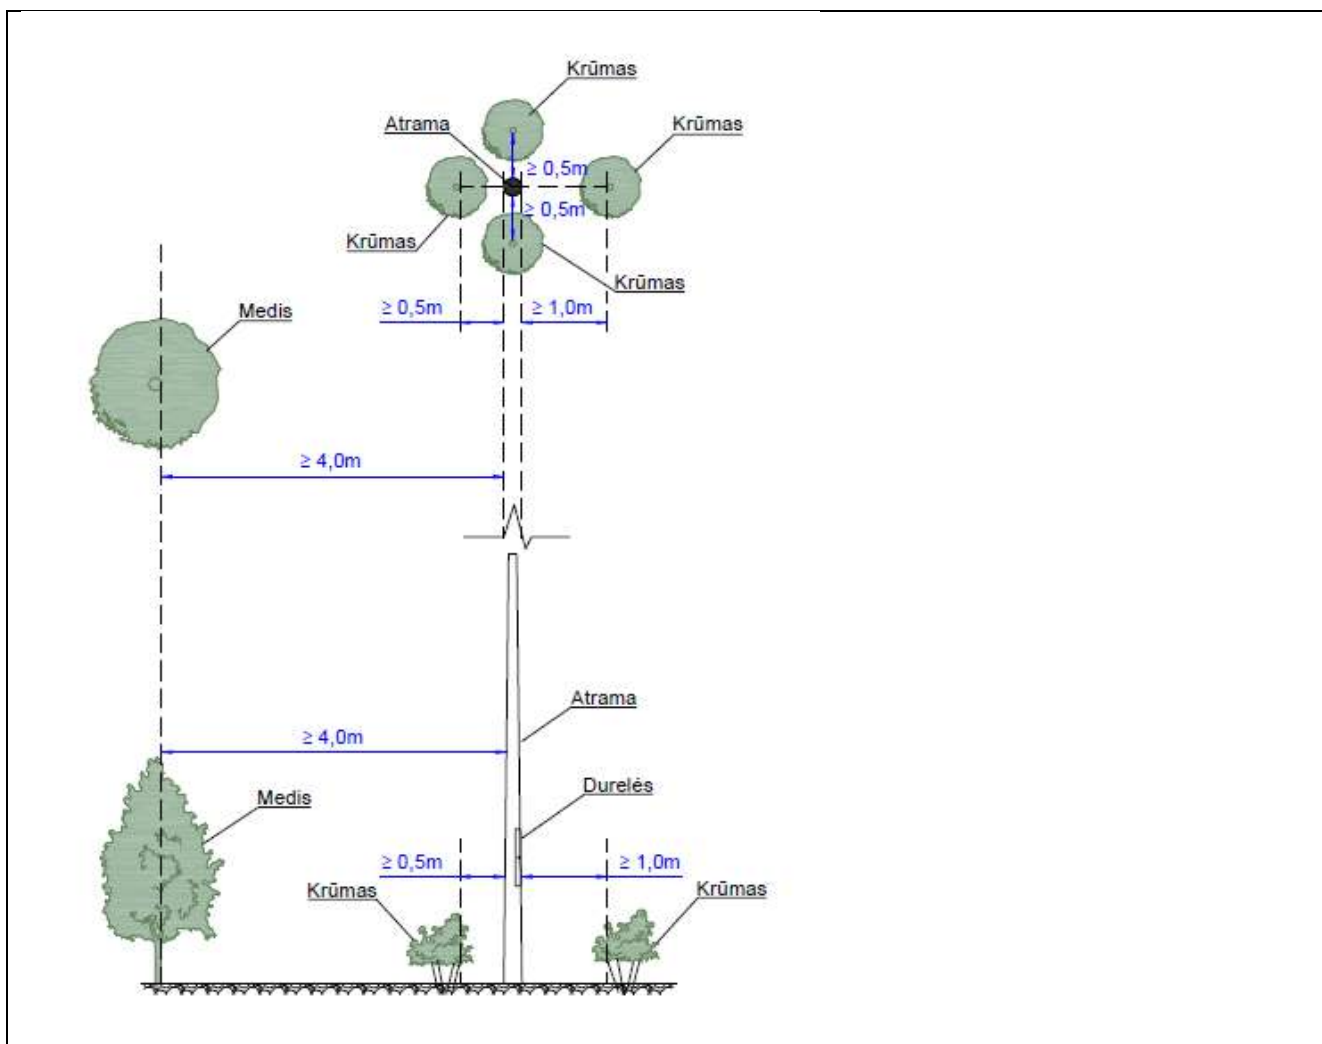 Krūmas
Atrama
Krūmas
≥ 0,5m
≥ 0,5m
Krūmas
Krūmas
≥ 0,5m
≥ 1,0m
Medis
≥ 4,0m
Atrama
≥ 4,0m
Durelės
Medis
≥ 0,5m
≥ 1,0m
Krūmas
Krūmas